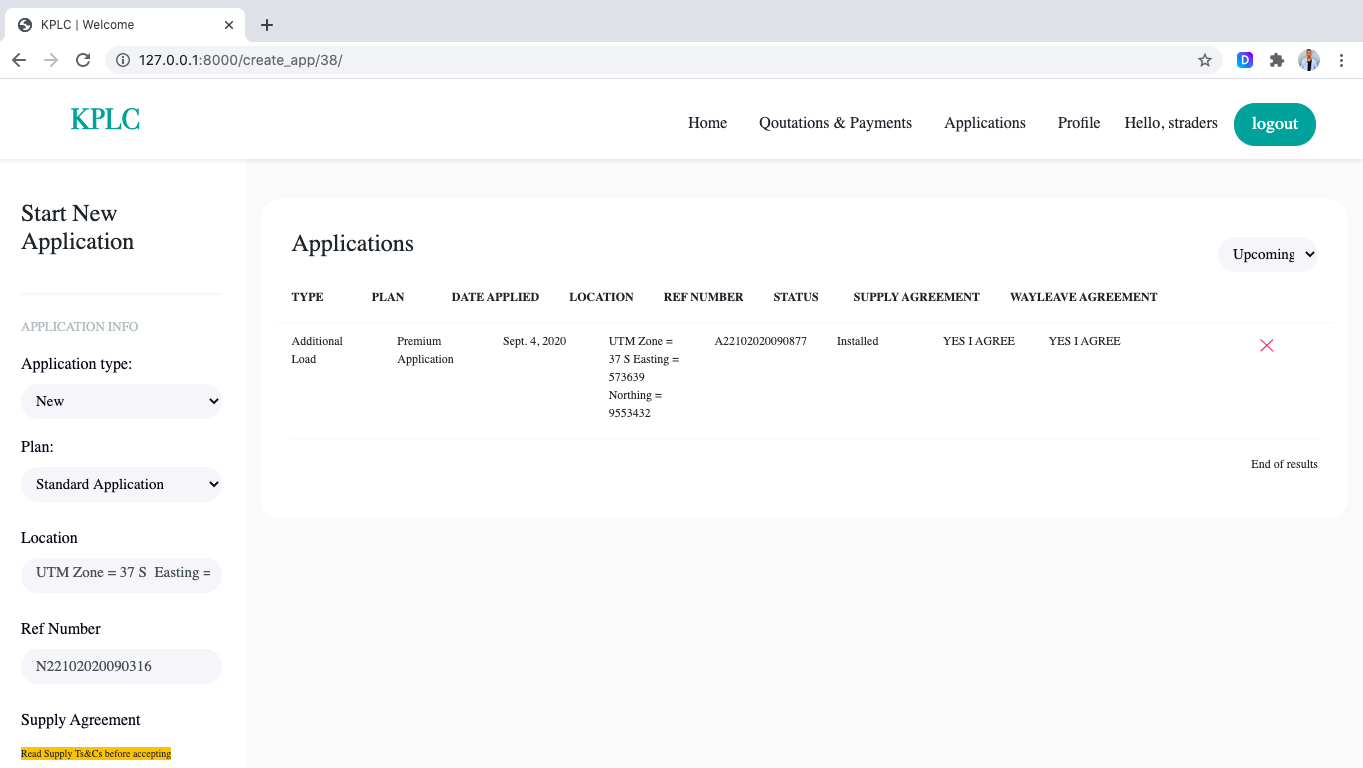 KPLC | Welcome
127.0.0.1:8000/create_app/38/
KPLC
Home Qoutations & Payments Applications Profile Hello, straders logout
Start New
Application
APPLICATION INFO
Application type:
New
Plan:
Standard Application
Location
UTM Zone = 37 S Easting =
Ref Number
N22102020090316
Supply Agreement
Read Supply Ts&Cs before accepting
Applications
Upcoming
TYPE PLAN DATE APPLIED LOCATION REF NUMBER STATUS SUPPLY AGREEMENT WAYLEAVE AGREEMENT
Additional Premium Sept. 4, 2020 UTM Zone = A22102020090877 Installed YES I AGREE YES I AGREE
Load Application 37 S Easting =
573639
Northing =
9553432
End of results